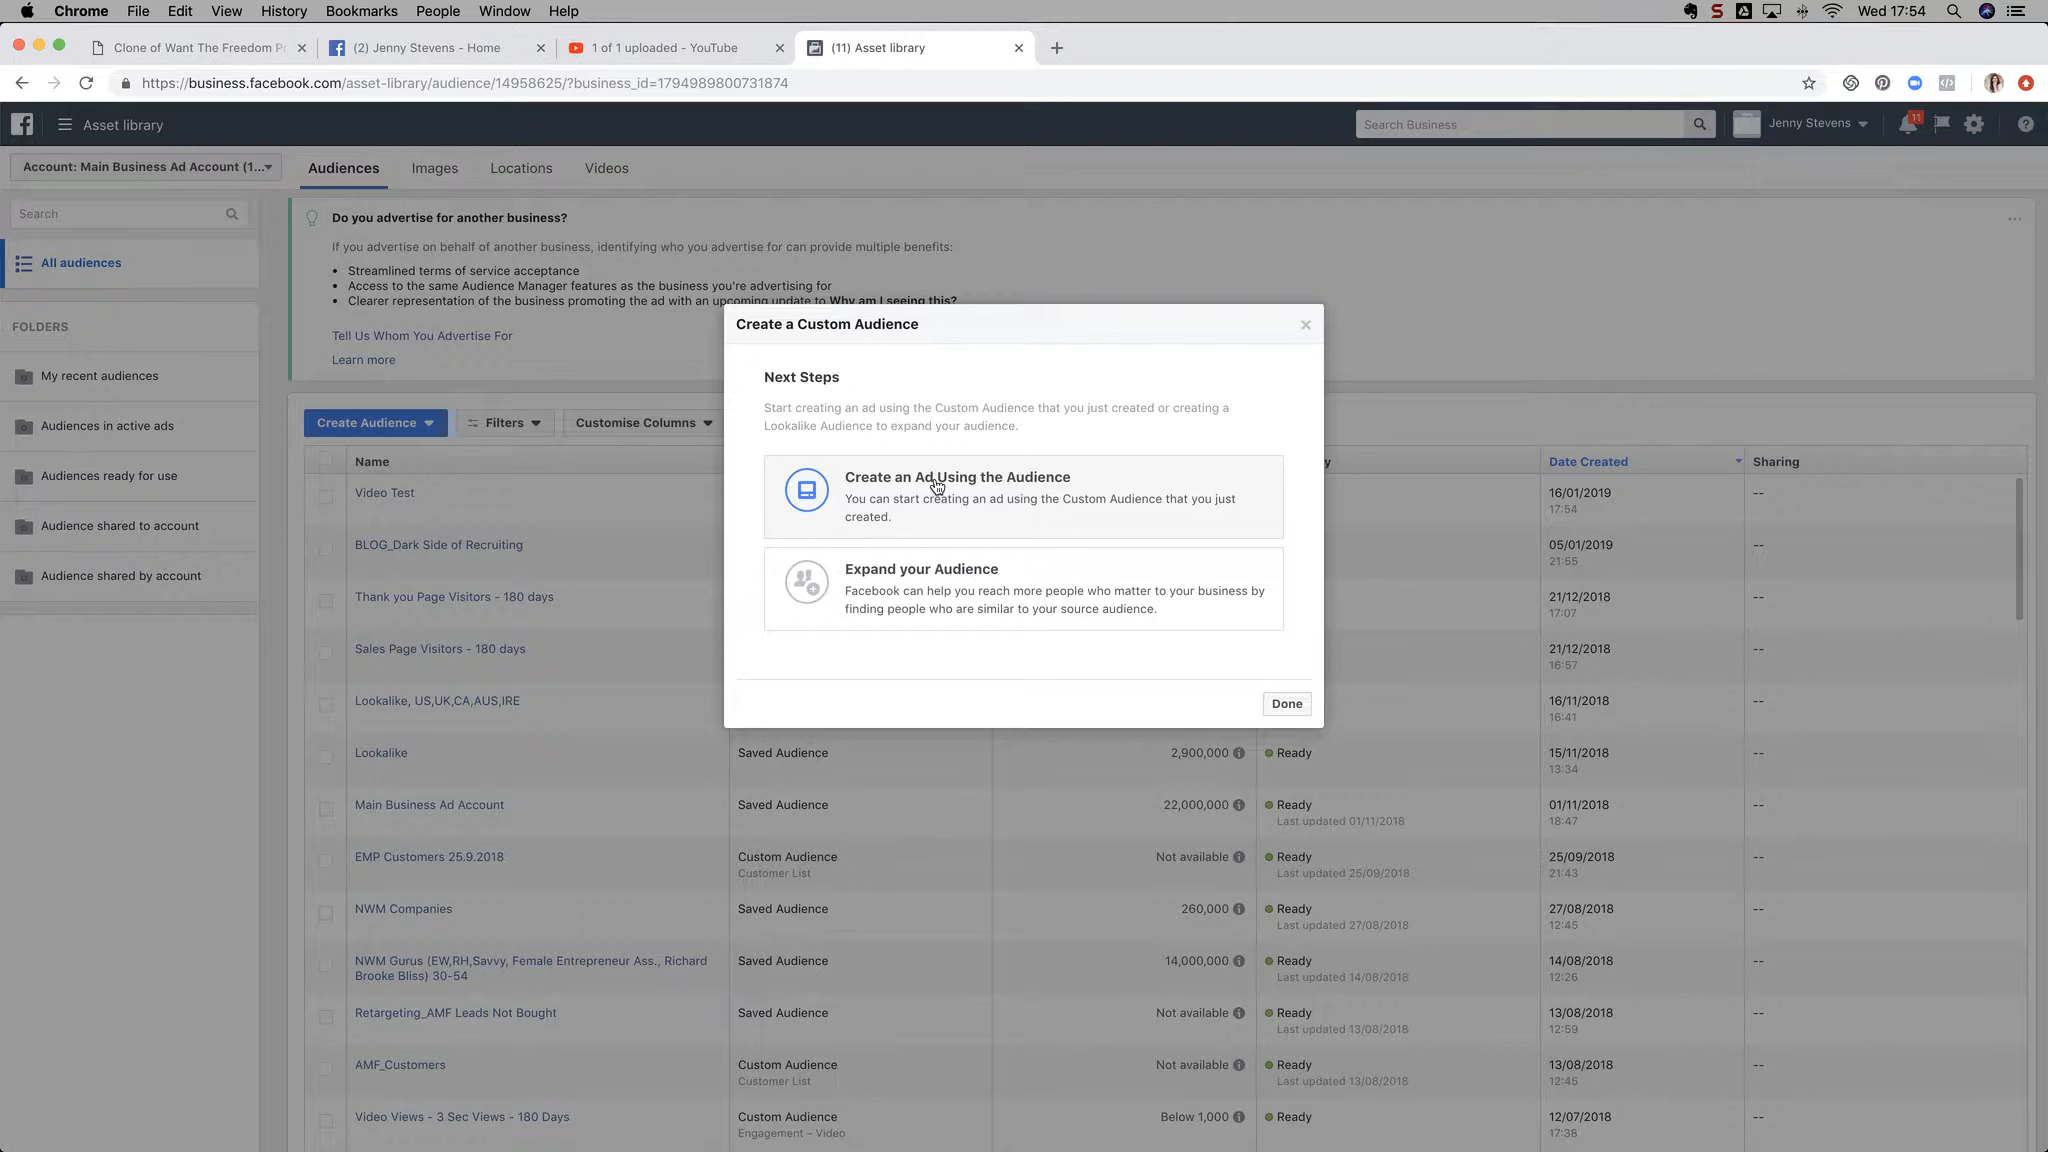 Chrome File Edit View History Bookmarks People Window Help Wed 17:54
Clone of Want The Freedom Pr (2) Jenny Stevens - Home 1 of 1 uploaded - YouTube (11) Asset library
https://business.facebook.com/asset-library/audience/14958625/?business_id=1794989800731874
Asset library Search Business Jenny Stevens 11
Account: Main Business Ad Account (1... Audiences Images Locations Videos
Search
All audiences
FOLDERS
My recent audiences
Audiences in active ads
Audiences ready for use
Audience shared to account
Audience shared by account
Do you advertise for another business?
If you advertise on behalf of another business, identifying who you advertise for can provide multiple benefits:
• Streamlined terms of service acceptance
• Access to the same Audience Manager features as the business you're advertising for
• Clearer representation of the business promoting the ad with an upcoming update to Why am I seeing this?
Tell Us Whom You Advertise For
Learn more
Create a Custom Audience
Next Steps
Start creating an ad using the Custom Audience that you just created or creating a
Lookalike Audience to expand your audience.
Create an Ad Using the Audience
You can start creating an ad using the Custom Audience that you just
created.
Expand your Audience
Facebook can help you reach more people who matter to your business by
finding people who are similar to your source audience.
Done
Create Audience Filters Customise Columns
Name Date Created Sharing
Video Test 16/01/2019 --
17:54
BLOG_Dark Side of Recruiting 05/01/2019 --
21:55
Thank you Page Visitors - 180 days 21/12/2018 --
17:07
Sales Page Visitors - 180 days 21/12/2018 --
16:57
Lookalike, US,UK,CA,AUS,IRE 16/11/2018 --
16:41
Lookalike Saved Audience 2,900,000 Ready 15/11/2018 --
13:34
Main Business Ad Account Saved Audience 22,000,000 Ready 01/11/2018 --
Last updated 01/11/2018 18:47
EMP Customers 25.9.2018 Custom Audience Not available Ready 25/09/2018 --
Customer List Last updated 25/09/2018 21:43
NWM Companies Saved Audience 260,000 Ready 27/08/2018 --
Last updated 27/08/2018 12:45
NWM Gurus (EW,RH,Savvy, Female Entrepreneur Ass., Richard Saved Audience 14,000,000 Ready 14/08/2018 --
Brooke Bliss) 30-54 Last updated 14/08/2018 12:26
Retargeting_AMF Leads Not Bought Saved Audience Not available Ready 13/08/2018 --
Last updated 13/08/2018 12:59
AMF_Customers Custom Audience Not available Ready 13/08/2018 --
Customer List Last updated 13/08/2018 12:45
Video Views - 3 Sec Views - 180 Days Custom Audience Below 1,000 Ready 12/07/2018 --
Engagement – Video 17:38